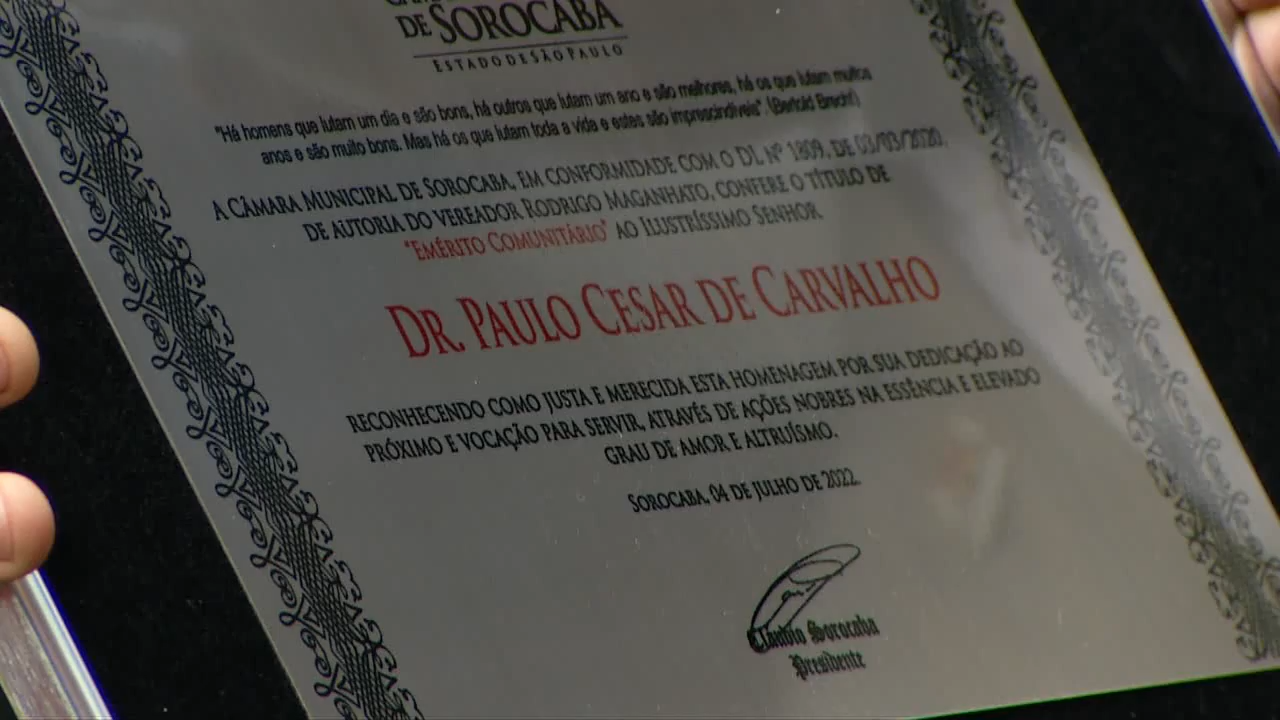 DE SOROCABA
ESTADO DE SÃO PAULO
"Há homens que lutam um dia e são bons, há outros que lutam um ano e são melhores, há os que lutam muitos
anos e são muito bons. Mas há os que lutam toda a vida e estes são imprescindíveis". (Bertold Brecht)
A CÂMARA MUNICIPAL DE SOROCABA, EM CONFORMIDADE COM O DL Nº 1809, DE 03/03/2020,
DE AUTORIA DO VEREADOR RODRIGO MAGANHATO, CONFERE O TÍTULO DE
"EMÉRITO COMUNITÁRIO" AO ILUSTRÍSSIMO SENHOR
DR. PAULO CESAR DE CARVALHO
RECONHECENDO COMO JUSTA E MERECIDA ESTA HOMENAGEM POR SUA DEDICAÇÃO AO
PRÓXIMO E VOCAÇÃO PARA SERVIR, ATRAVÉS DE AÇÕES NOBRES NA ESSÊNCIA E ELEVADO
GRAU DE AMOR E ALTRUÍSMO.
SOROCABA, 04 DE JULHO DE 2022.
Cláudio Sorocaba
Presidente